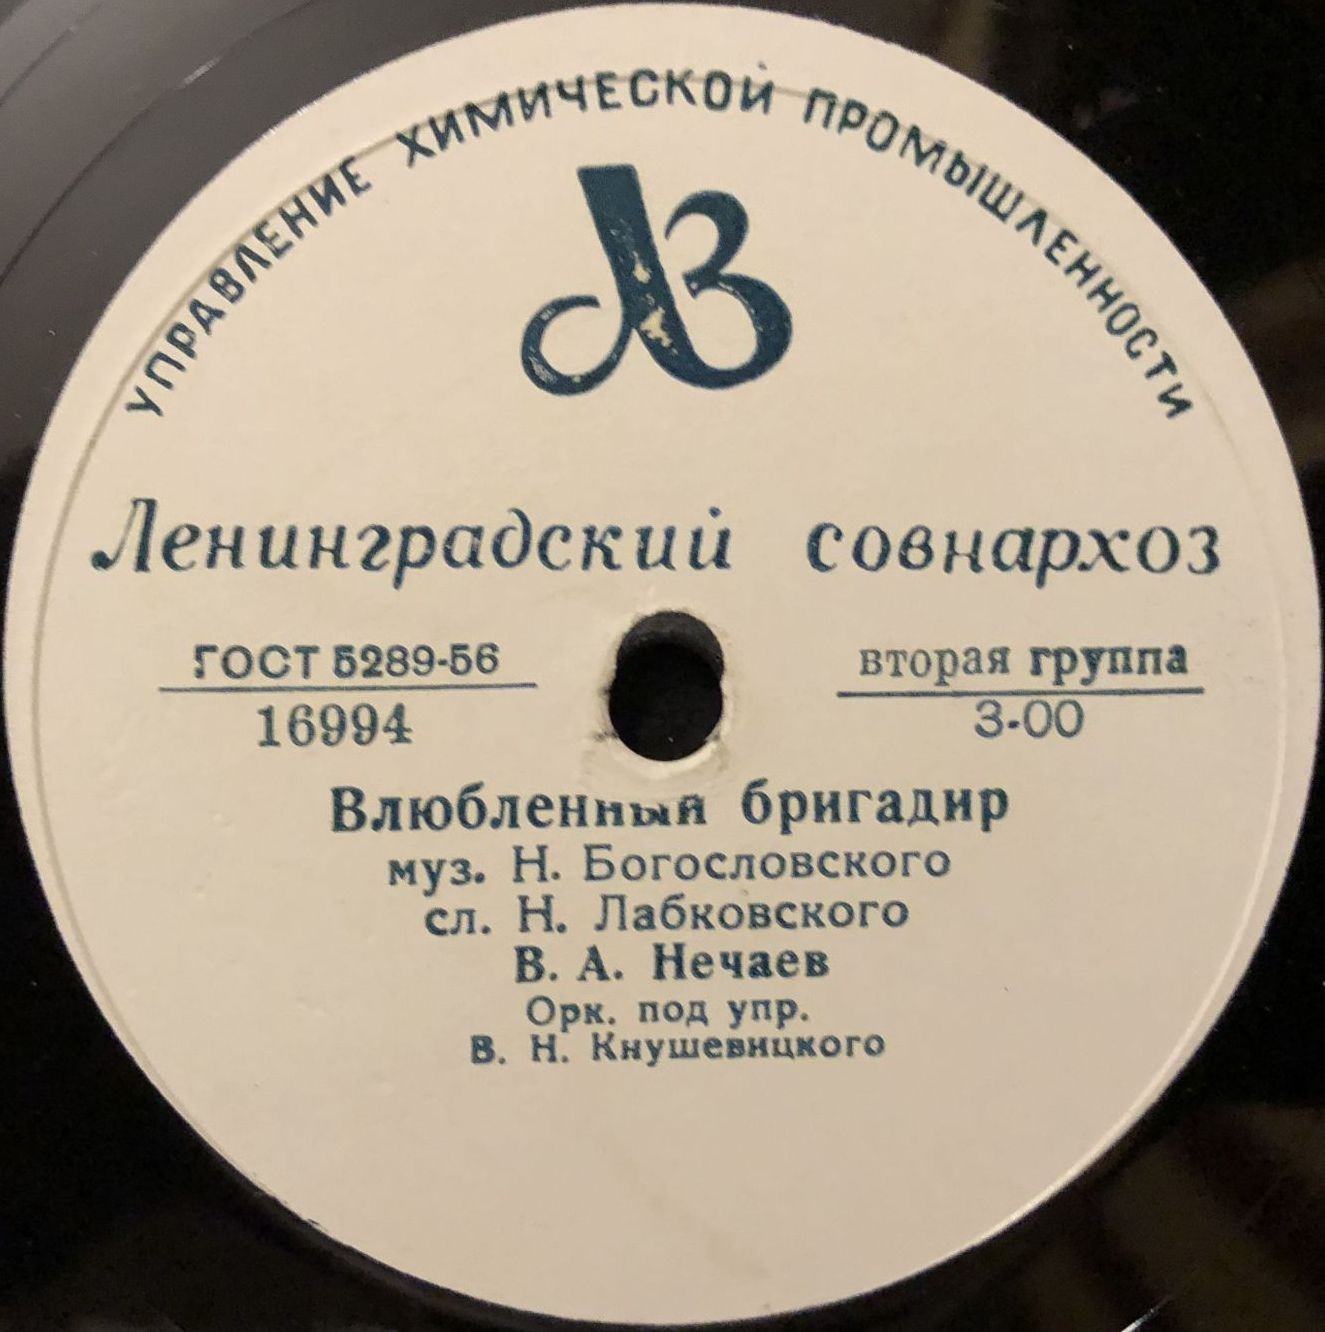 УПРАВЛЕНИЕ ХИМИЧЕСКОЙ ПРОМЫШЛЕННОСТИ
ЛЗ
Ленинградский совнархоз
ГОСТ 5289-56
16994
вторая группа
3-00
Влюбленный бригадир
муз. Н. Богословского
сл. Н. Лабковского
В. А. Нечаев
Орк. под упр.
В. Н. Кнушевицкого